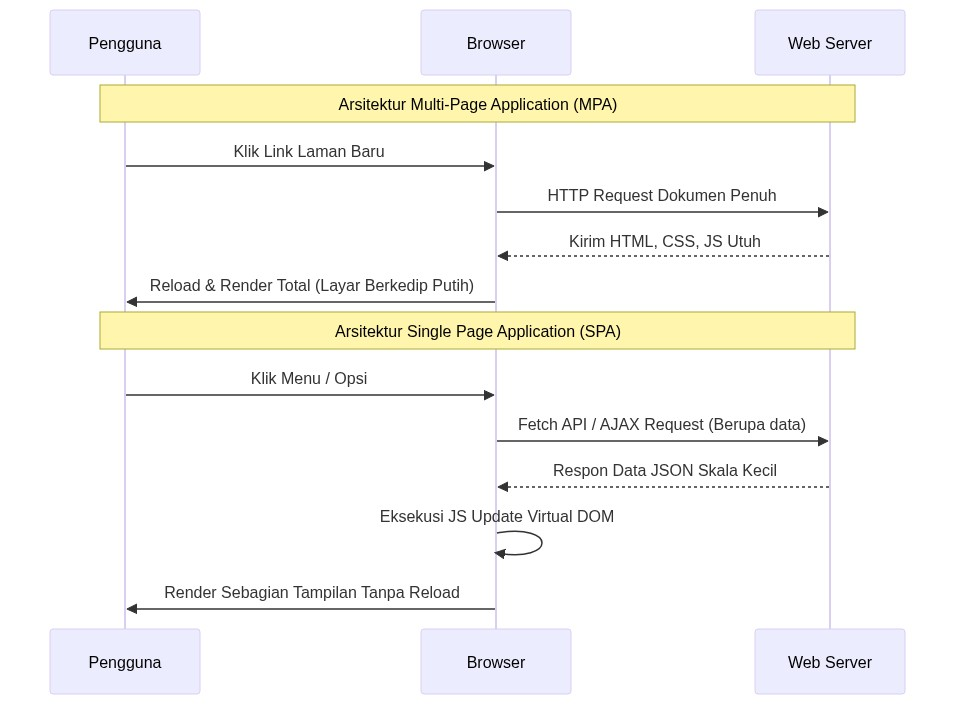 Pengguna
Browser
Web Server
Arsitektur Multi-Page Application (MPA)
Klik Link Laman Baru
HTTP Request Dokumen Penuh
Kirim HTML, CSS, JS Utuh
Reload & Render Total (Layar Berkedip Putih)
Arsitektur Single Page Application (SPA)
Klik Menu / Opsi
Fetch API / AJAX Request (Berupa data)
Respon Data JSON Skala Kecil
Eksekusi JS Update Virtual DOM
Render Sebagian Tampilan Tanpa Reload
Pengguna
Browser
Web Server